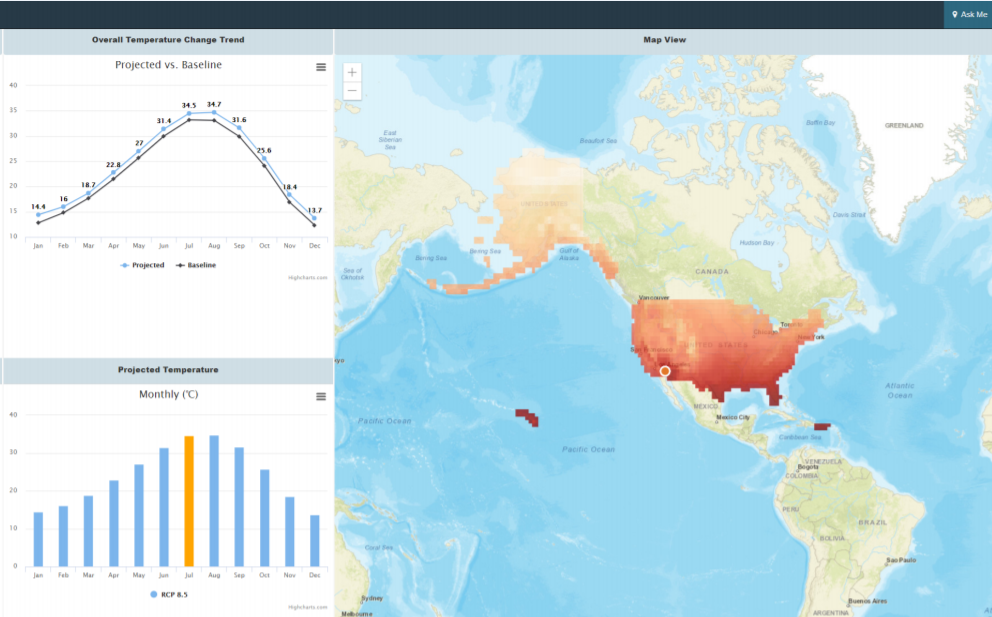 Ask Me
Overall Temperature Change Trend
Projected vs. Baseline
40
35
30
25
20
15
10
14.4
16
18.7
22.8
27
31.4
34.5
34.7
31.6
25.6
18.4
13.7
Jan Feb Mar Apr May Jun Jul Aug Sep Oct Nov Dec
Projected Baseline
Highcharts.com
Projected Temperature
Monthly (℃)
40
30
20
10
0
Jan Feb Mar Apr May Jun Jul Aug Sep Oct Nov Dec
RCP 8.5
Highcharts.com
Map View
+
−
GREENLAND
Baffin Bay
East
Siberian
Sea
Beaufort Sea
Davis Strait
UNITED STATES
Hudson Bay
Bering Sea
Bering Sea
Gulf of
Alaska
Sea of
Okhotsk
CANADA
Vancouver
Toronto
Chicago
New York
San Francisco
UNITED STATES
Atlantic
Ocean
MEXICO
Mexico City
Pacific Ocean
Pacific Ocean
Caribbean Sea
VENEZUELA
Bogota
COLOMBIA
PERU
BRAZIL
BOLIVIA
Coral Sea
Sao Paulo
Sydney
Buenos Aires
Melbourne
ARGENTINA